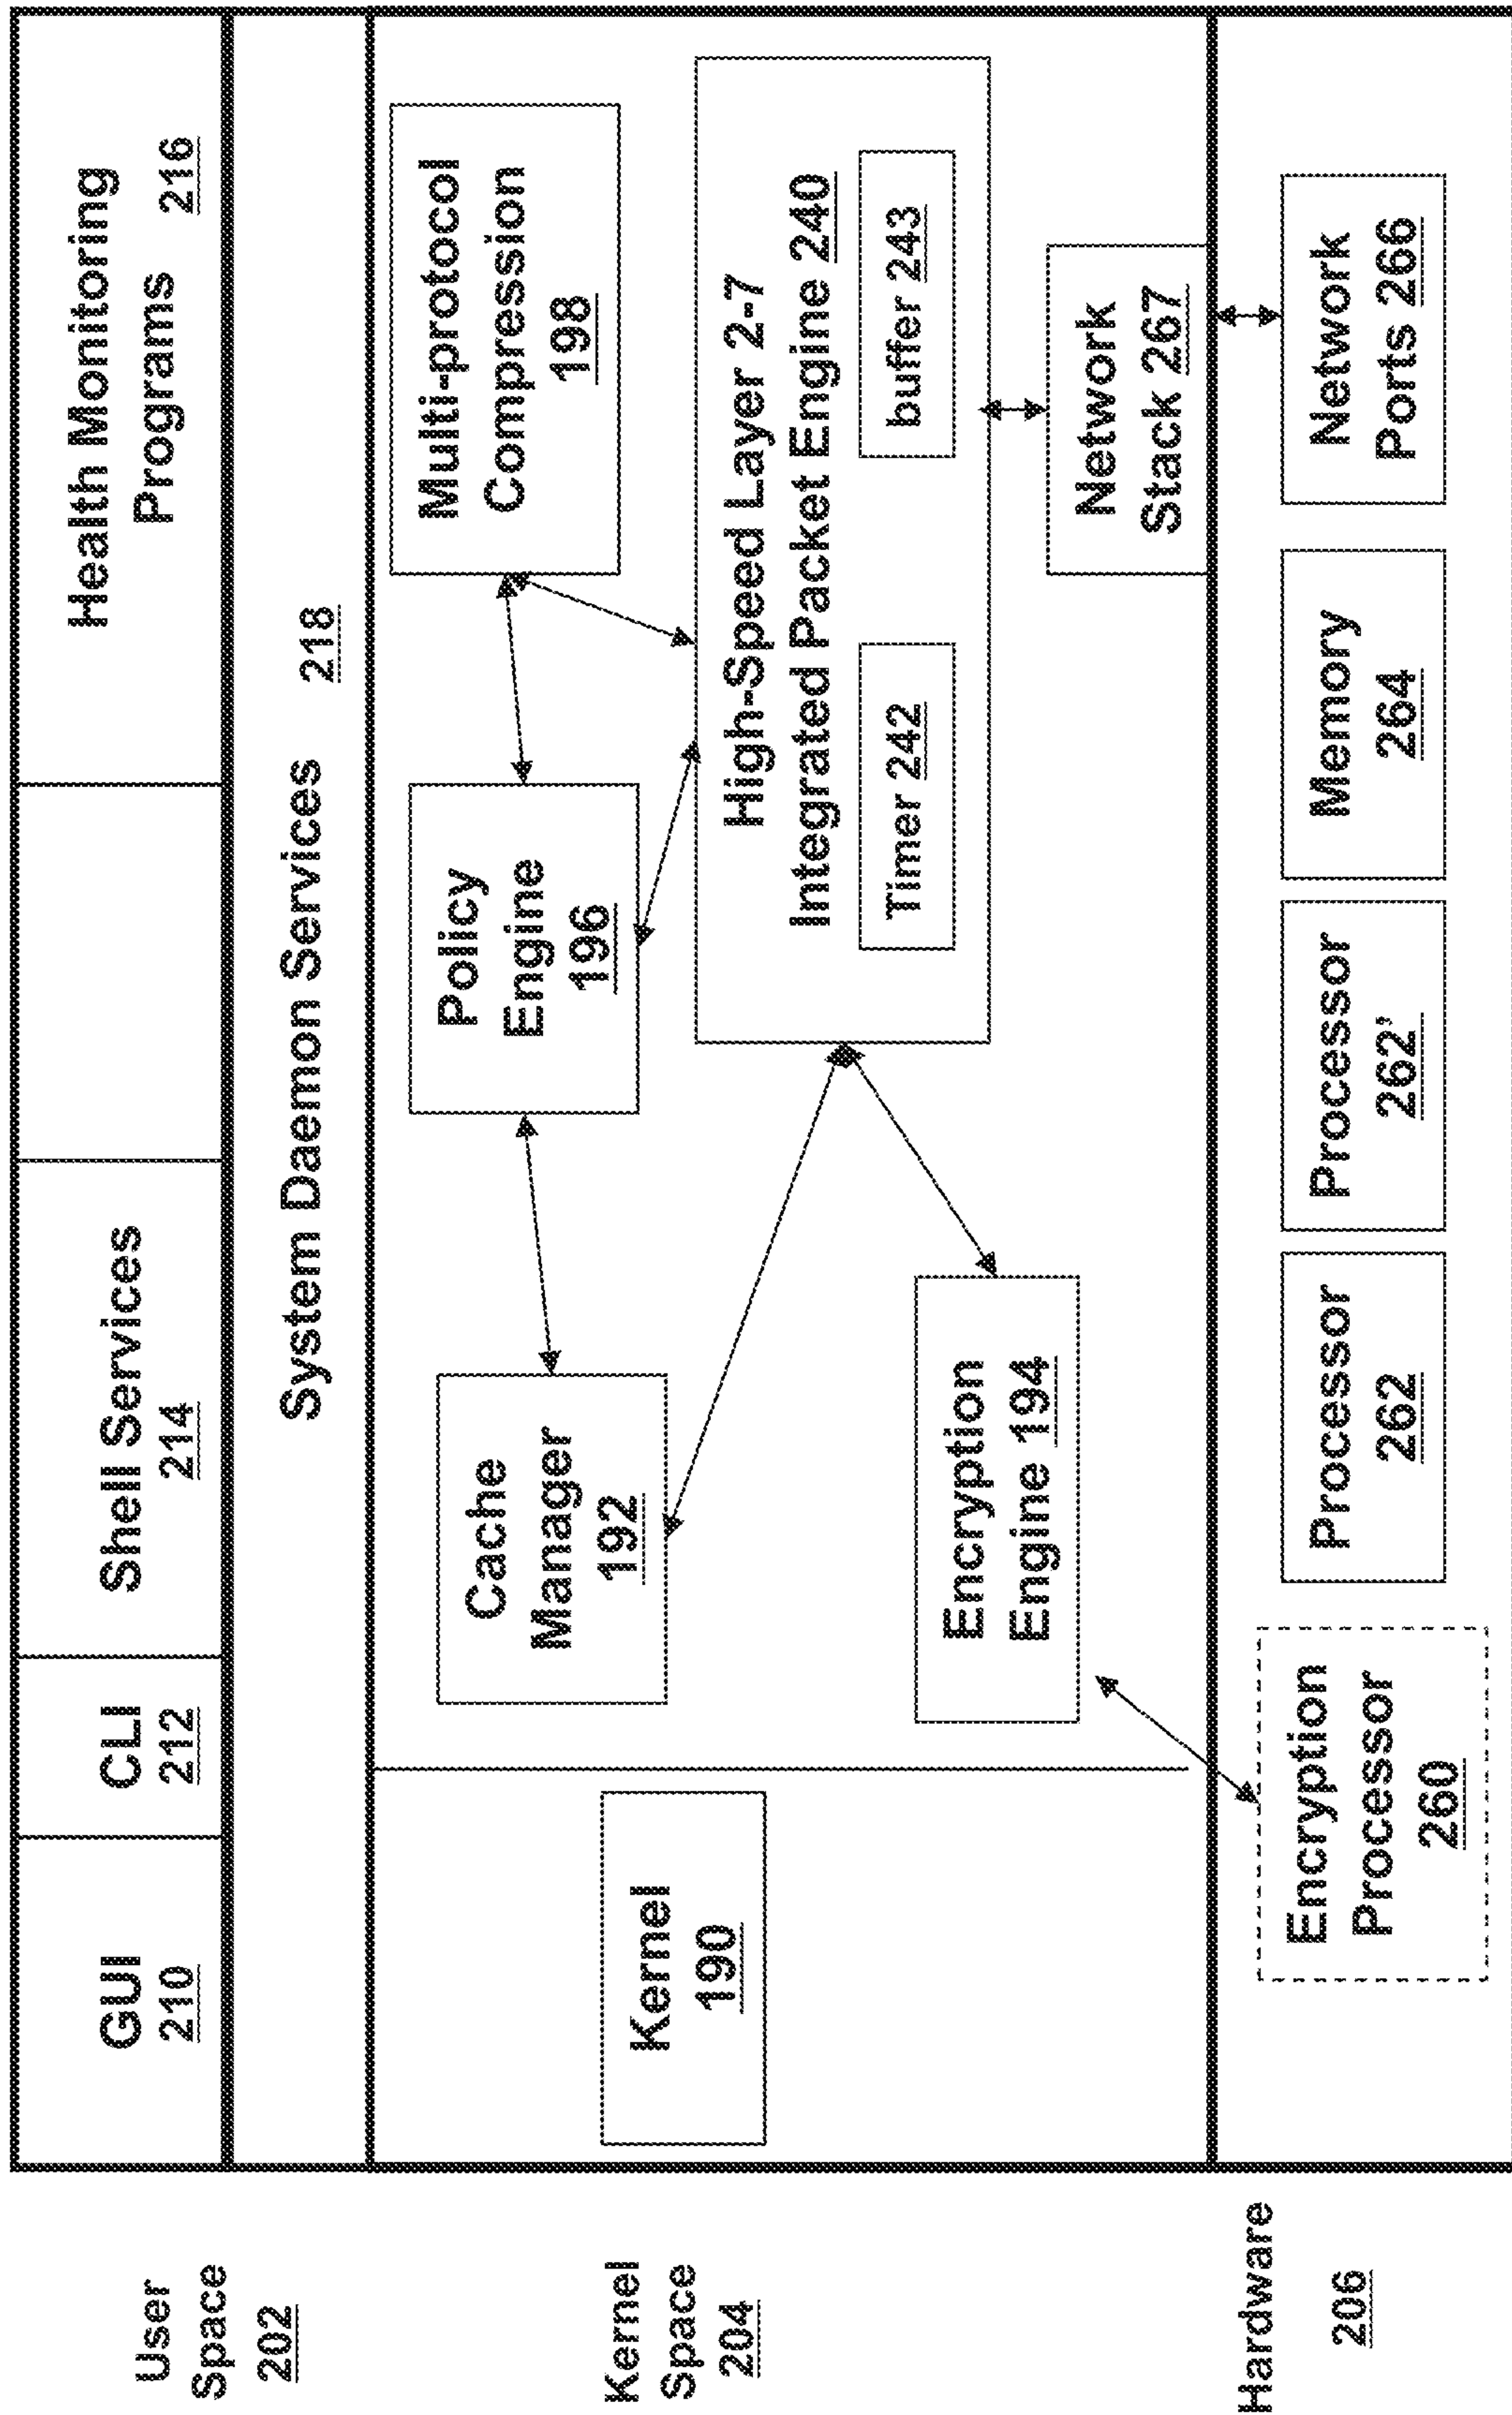 User
Space
202
GUI
210
CLI
212
Shell Services
214
Health Monitoring
Programs 216
System Daemon Services 218
Kernel
Space
204
Kernel
190
Cache
Manager
192
Policy
Engine
196
Multi-protocol
Compression
198
High-Speed Layer 2-7
Integrated Packet Engine 240
Timer 242
buffer 243
Encryption
Engine 194
Network
Stack 267
Hardware
206
Encryption
Processor
260
Processor
262
Processor
262'
Memory
264
Network
Ports 266